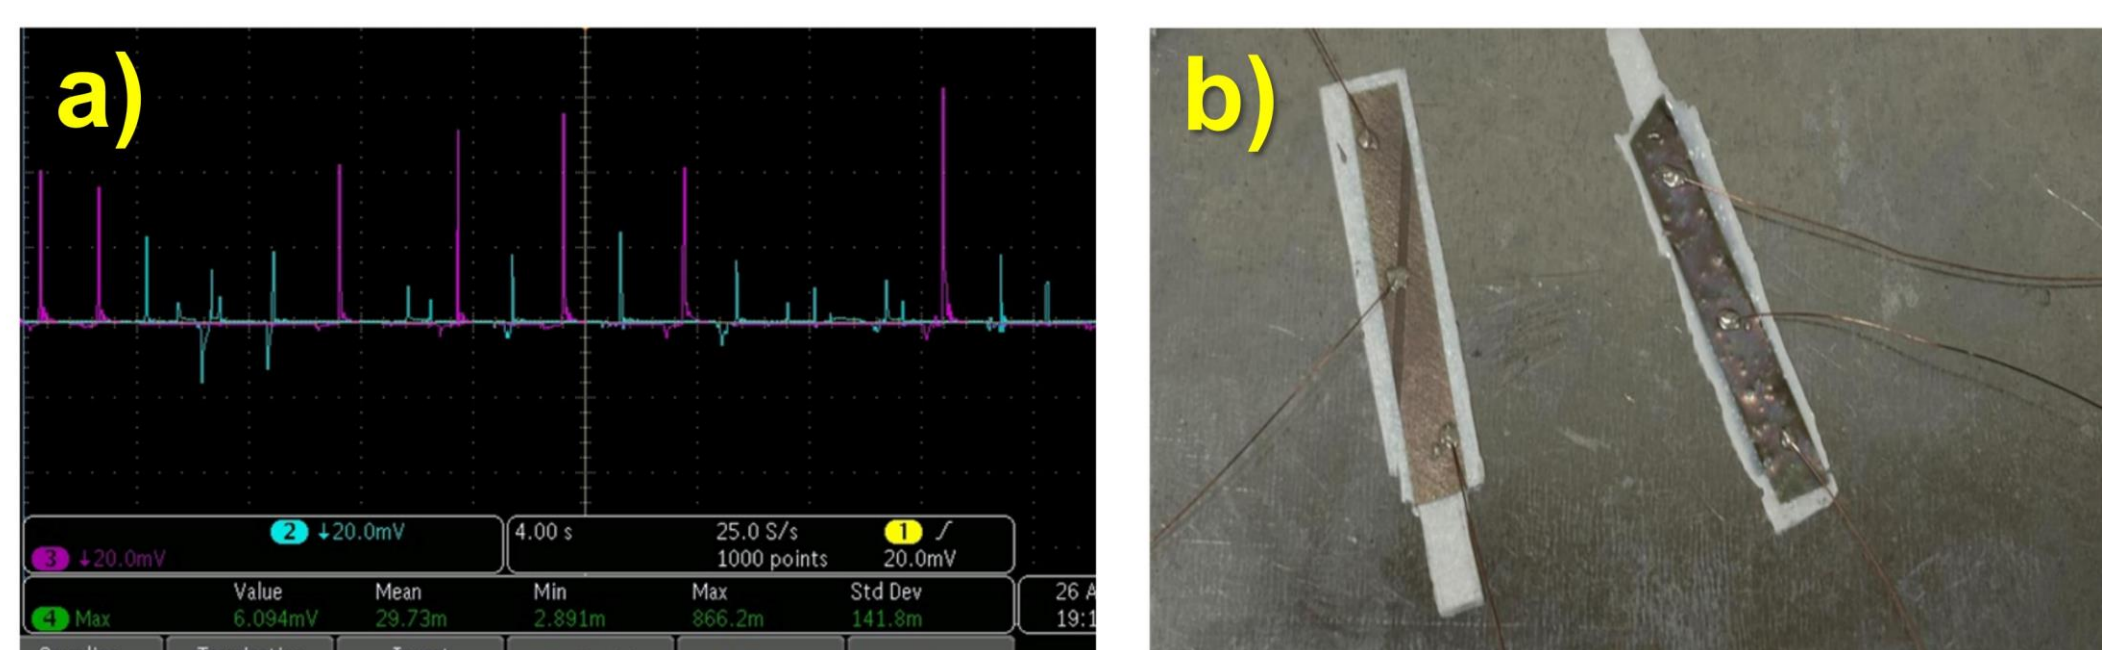 a)
b)
2 ↓20.0mV
3 ↓20.0mV
4.00 s 25.0 S/s 1 ∫
1000 points 20.0mV
Value Mean Min Max Std Dev 26 A
4 Max 6.094mV 29.73m 2.891m 866.2m 141.8m 19:1